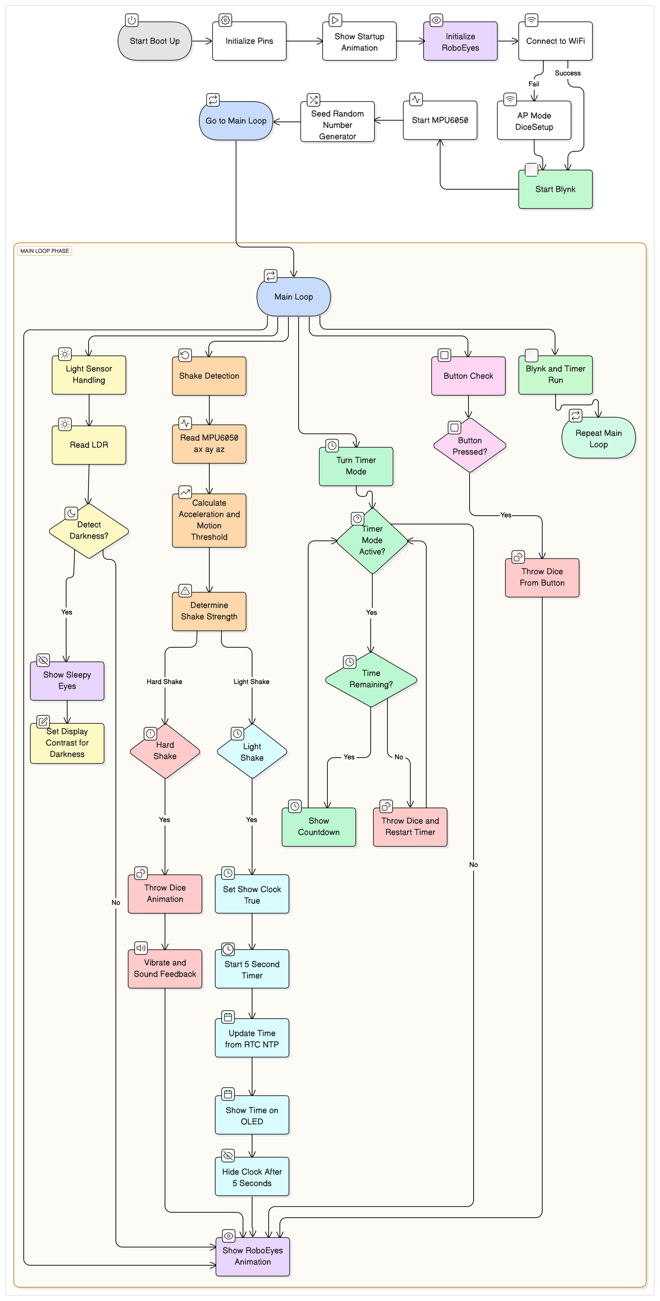 Start Boot Up
Initialize Pins
Show Startup
Animation
Initialize
RoboEyes
Connect to WiFi
Fail
Success
Go to Main Loop
Seed Random
Number
Generator
Start MPU6050
AP Mode
DiceSetup
Start Blynk
MAIN LOOP PHASE
Main Loop
Light Sensor
Handling
Shake Detection
Button Check
Blynk and Timer
Run
Read LDR
Read MPU6050
ax ay az
Turn Timer
Mode
Button
Pressed?
Repeat Main
Loop
Detect
Darkness?
Calculate
Acceleration and
Motion
Threshold
Timer
Mode
Active?
Yes
Throw Dice
From Button
Yes
Determine
Shake Strength
Yes
Show Sleepy
Eyes
Hard Shake
Light Shake
Time
Remaining?
Set Display
Contrast for
Darkness
Hard
Shake
Light
Shake
Yes
No
Yes
Yes
Show
Countdown
Throw Dice and
Restart Timer
No
No
Throw Dice
Animation
Set Show Clock
True
Vibrate and
Sound Feedback
Start 5 Second
Timer
Update Time
from RTC NTP
Show Time on
OLED
Hide Clock After
5 Seconds
Show RoboEyes
Animation